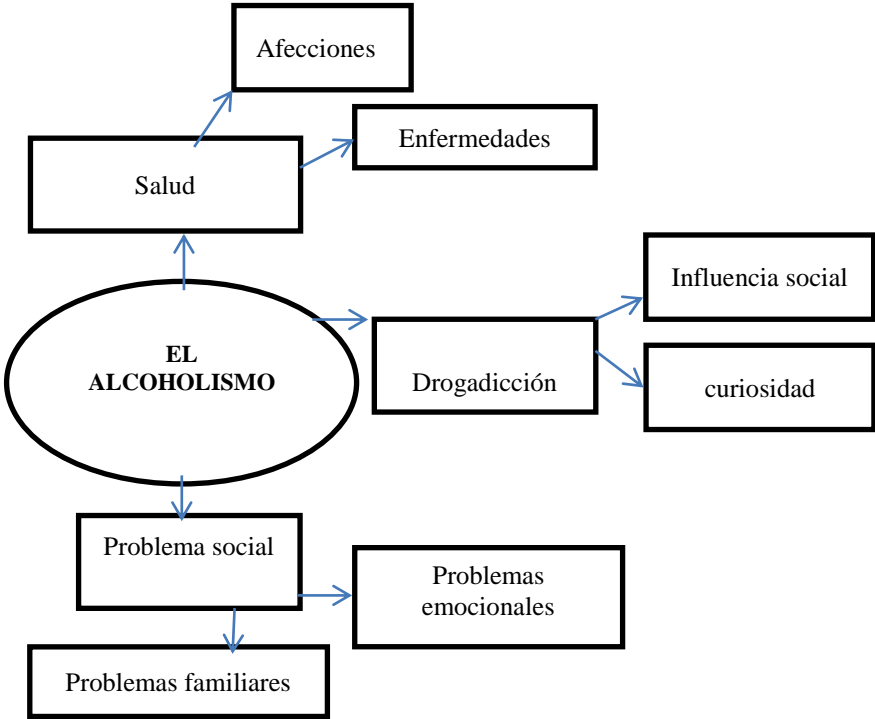 Afecciones
Enfermedades
Salud
Influencia social
EL
ALCOHOLISMO
Drogadicción
curiosidad
Problema social
Problemas
emocionales
Problemas familiares